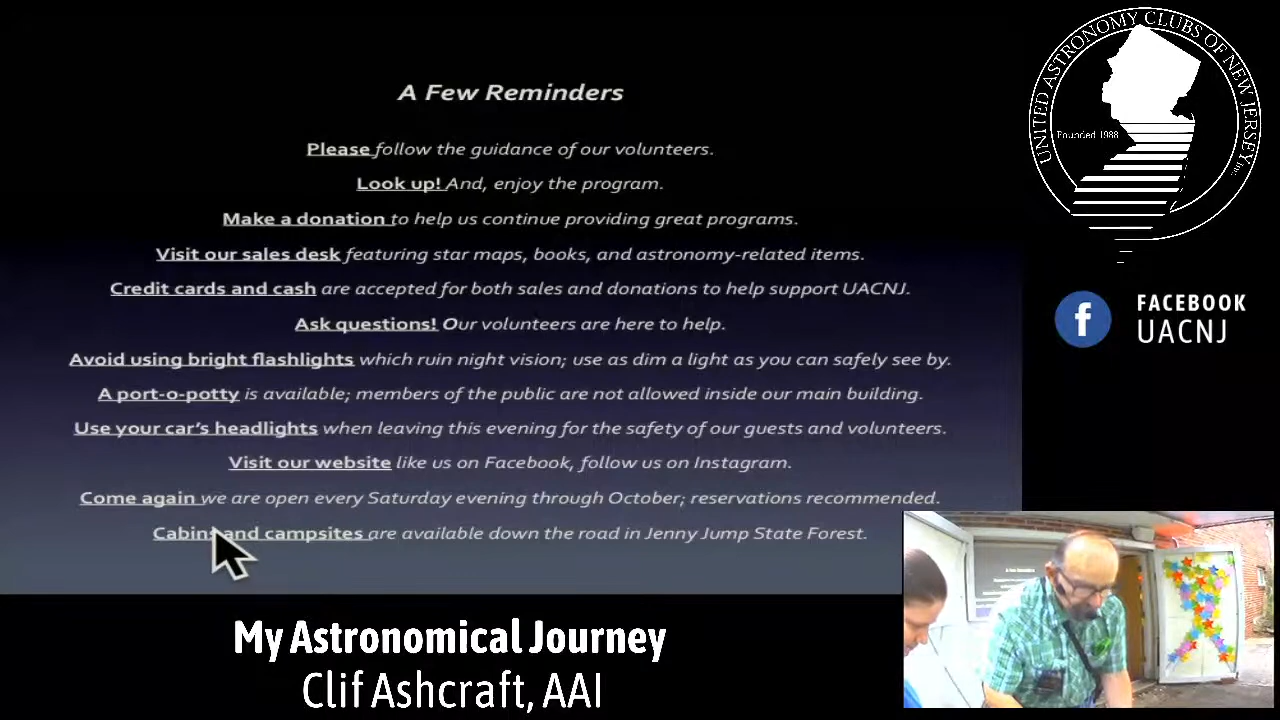 A Few Reminders
Please follow the guidance of our volunteers.
Look up! And, enjoy the program.
Make a donation to help us continue providing great programs.
Visit our sales desk featuring star maps, books, and astronomy-related items.
Credit cards and cash are accepted for both sales and donations to help support UACNJ.
Ask questions! Our volunteers are here to help.
Avoid using bright flashlights which ruin night vision; use as dim a light as you can safely see by.
A port-o-potty is available; members of the public are not allowed inside our main building.
Use your car's headlights when leaving this evening for the safety of our guests and volunteers.
Visit our website like us on Facebook, follow us on Instagram.
Come again we are open every Saturday evening through October; reservations recommended.
Cabins and campsites are available down the road in Jenny Jump State Forest.
My Astronomical Journey
Clif Ashcraft, AAI
UNITED ASTRONOMY CLUBS OF NEW JERSEY, Inc.
Founded 1988
f
FACEBOOK
UACNJ
A Few Reminders